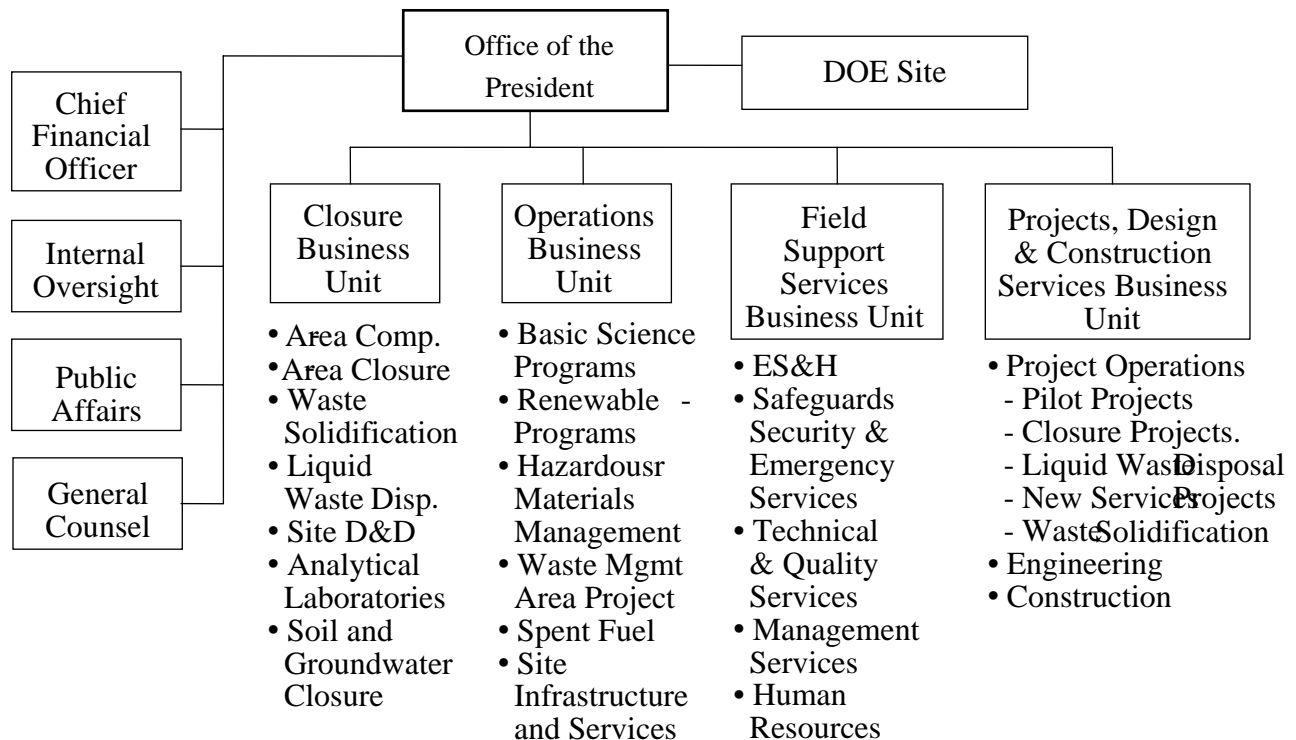 Office of the
President
DOE Site
Chief
Financial
Officer
Internal
Oversight
Public
Affairs
General
Counsel
Closure
Business
Unit
• Area Comp.
• Area Closure
• Waste
Solidification
• Liquid
Waste Disp.
• Site D&D
• Analytical
Laboratories
• Soil and
Groundwater
Closure
Operations
Business
Unit
• Basic Science
Programs
• Renewable -
Programs
• Hazardousr
Materials
Management
• Waste Mgmt
Area Project
• Spent Fuel
• Site
Infrastructure
and Services
Field
Support
Services
Business Unit
• ES&H
• Safeguards
Security &
Emergency
Services
• Technical
& Quality
Services
• Management
Services
• Human
Resources
Projects, Design
& Construction
Services Business
Unit
• Project Operations
- Pilot Projects
- Closure Projects.
- Liquid Waste Disposal
- New Services Projects
- Waste Solidification
• Engineering
• Construction